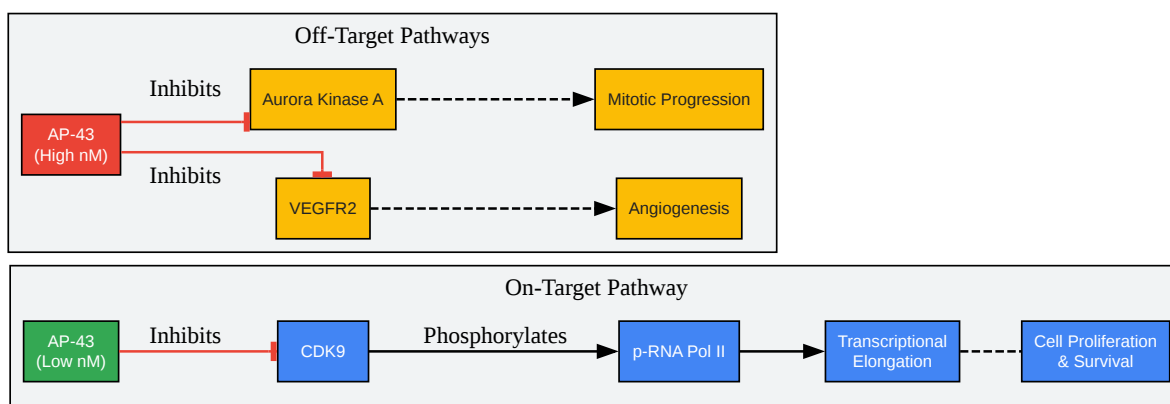 Off-Target Pathways
Inhibits
Aurora Kinase A
Mitotic Progression
AP-43
(High nM)
Inhibits
VEGFR2
Angiogenesis
On-Target Pathway
AP-43
(Low nM)
Inhibits
CDK9
Phosphorylates
p-RNA Pol II
Transcriptional
Elongation
Cell Proliferation
& Survival